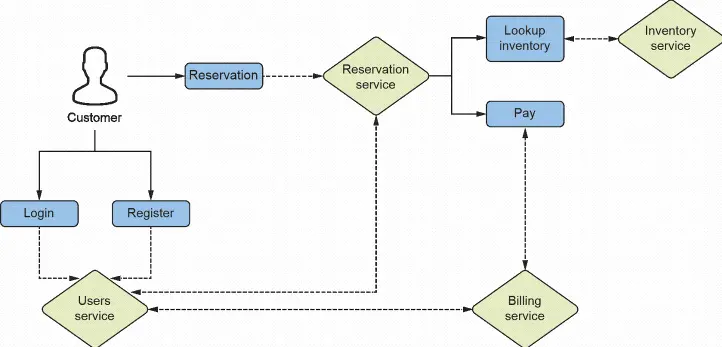 Lookup
inventory
Inventory
service
Reservation
Reservation
service
Customer
Pay
Login
Register
Users
service
Billing
service